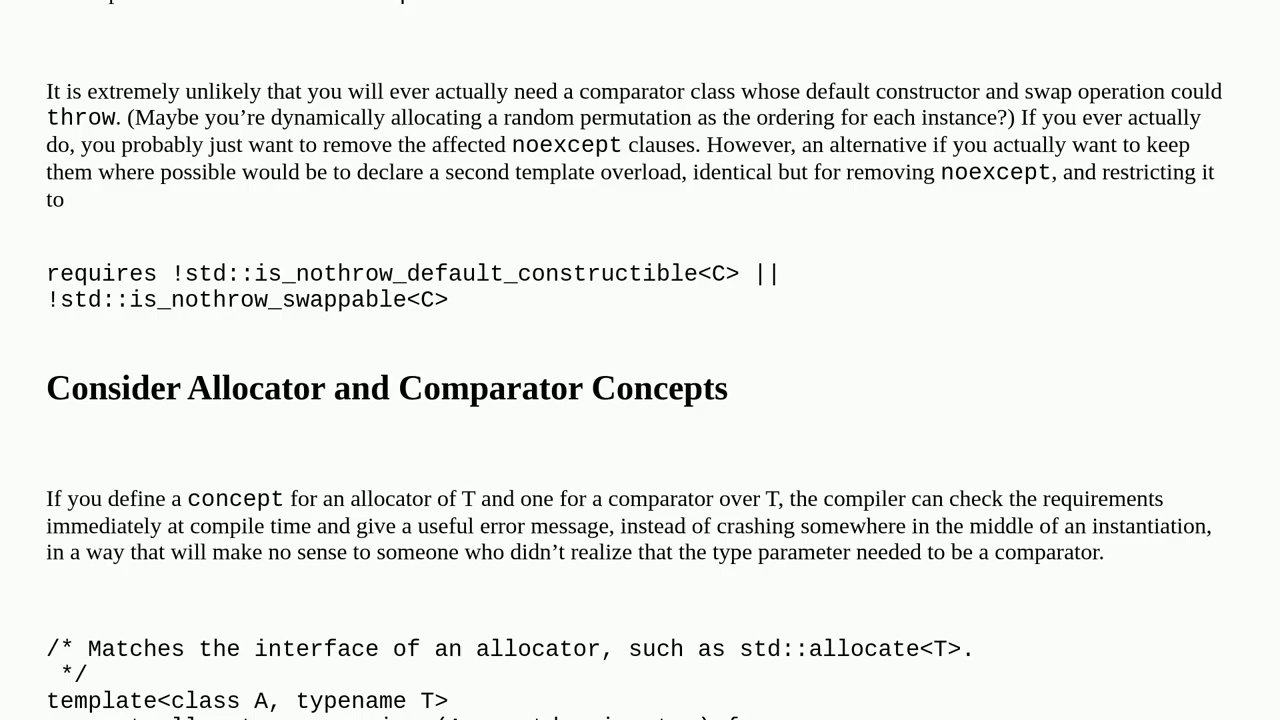 It is extremely unlikely that you will ever actually need a comparator class whose default constructor and swap operation could
throw. (Maybe you’re dynamically allocating a random permutation as the ordering for each instance?) If you ever actually
do, you probably just want to remove the affected noexcept clauses. However, an alternative if you actually want to keep
them where possible would be to declare a second template overload, identical but for removing noexcept, and restricting it
to
requires !std::is_nothrow_default_constructible<C> ||
!std::is_nothrow_swappable<C>
Consider Allocator and Comparator Concepts
If you define a concept for an allocator of T and one for a comparator over T, the compiler can check the requirements
immediately at compile time and give a useful error message, instead of crashing somewhere in the middle of an instantiation,
in a way that will make no sense to someone who didn’t realize that the type parameter needed to be a comparator.
/* Matches the interface of an allocator, such as std::allocate<T>.
 */
template<class A, typename T>